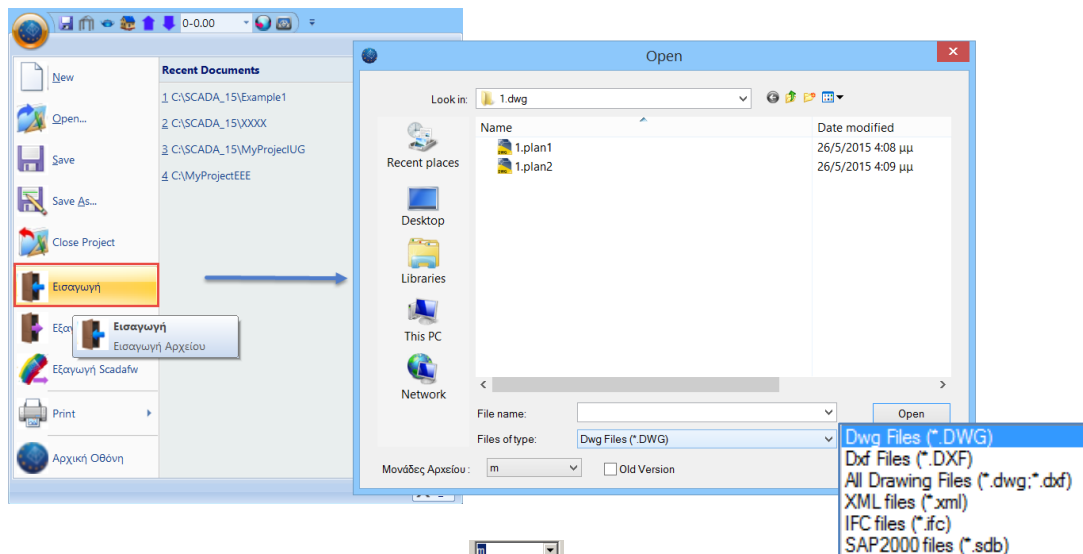 0-0.00
New
Open...
Save
Save As...
Close Project
Εισαγωγή
Εξαγ
Εισαγωγή
Εισαγωγή Αρχείου
Εξαγωγή Scadafw
Print
Αρχική Οθόνη
Recent Documents
1 C:\SCADA_15\Example1
2 C:\SCADA_15\XXXX
3 C:\SCADA_15\MyProjecIUG
4 C:\MyProjectEEE
Open
Look in:
1.dwg
Recent places
Desktop
Libraries
This PC
Network
Name
Date modified
1.plan1
26/5/2015 4:08 μμ
1.plan2
26/5/2015 4:09 μμ
File name:
Open
Files of type:
Dwg Files (*.DWG)
Μονάδες Αρχείου :
m
Old Version
Dwg Files (*.DWG)
Dxf Files (*.DXF)
All Drawing Files (*.dwg;*.dxf)
XML files (*.xml)
IFC files (*.ifc)
SAP2000 files (*.sdb)
m